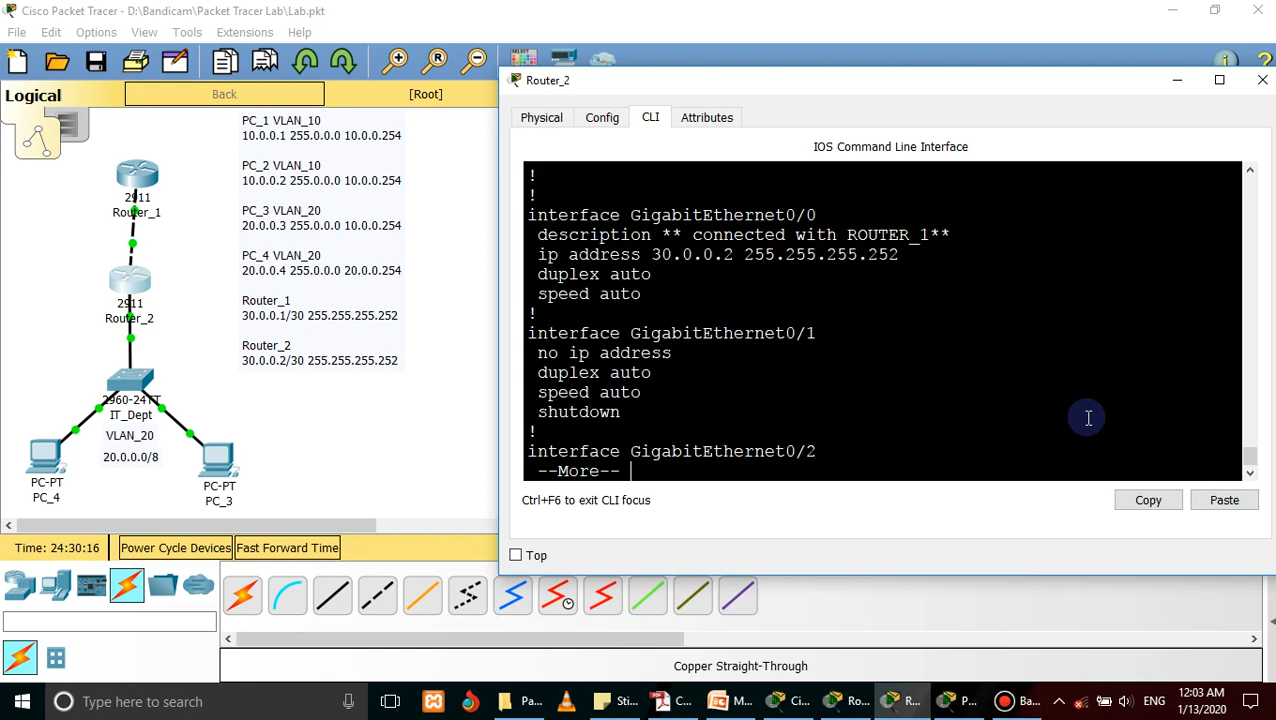 Cisco Packet Tracer - D:\Bandicam\Packet Tracer Lab\Lab.pkt
File Edit Options View Tools Extensions Help
Logical
Back
[Root]
2911
Router_1
2911
Router_2
2960-24TT
IT_Dept
VLAN_20
20.0.0.0/8
PC-PT
PC_4
PC-PT
PC_3
PC_1 VLAN_10
10.0.0.1 255.0.0.0 10.0.0.254
PC_2 VLAN_10
10.0.0.2 255.0.0.0 10.0.0.254
PC_3 VLAN_20
20.0.0.3 255.0.0.0 20.0.0.254
PC_4 VLAN_20
20.0.0.4 255.0.0.0 20.0.0.254
Router_1
30.0.0.1/30 255.255.255.252
Router_2
30.0.0.2/30 255.255.255.252
Router_2
Physical Config CLI Attributes
IOS Command Line Interface
!
!
interface GigabitEthernet0/0
description ** connected with ROUTER_1**
ip address 30.0.0.2 255.255.255.252
duplex auto
speed auto
!
interface GigabitEthernet0/1
no ip address
duplex auto
speed auto
shutdown
!
interface GigabitEthernet0/2
--More--
Ctrl+F6 to exit CLI focus
Copy
Paste
Top
Time: 24:30:16
Power Cycle Devices
Fast Forward Time
Copper Straight-Through
Type here to search
Pa...
Sti...
C...
M...
Ci...
Ro...
R...
P...
Ba...
ENG
12:03 AM
1/13/2020